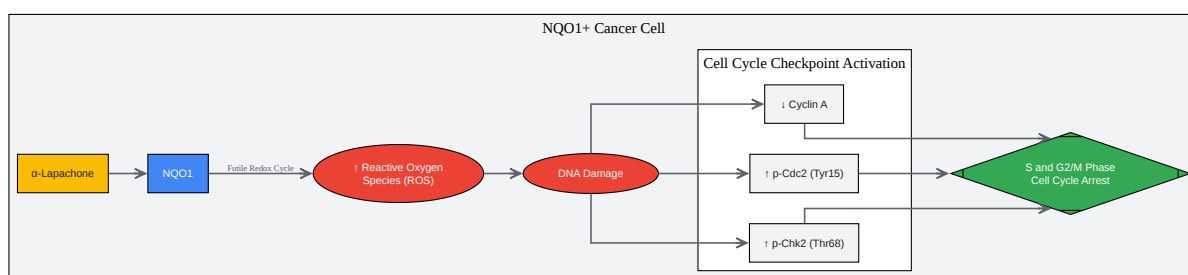 NQO1+ Cancer Cell
Cell Cycle Checkpoint Activation
↓ Cyclin A
α-Lapachone
NQO1
Futile Redox Cycle
↑ Reactive Oxygen
Species (ROS)
DNA Damage
↑ p-Cdc2 (Tyr15)
S and G2/M Phase
Cell Cycle Arrest
↑ p-Chk2 (Thr68)